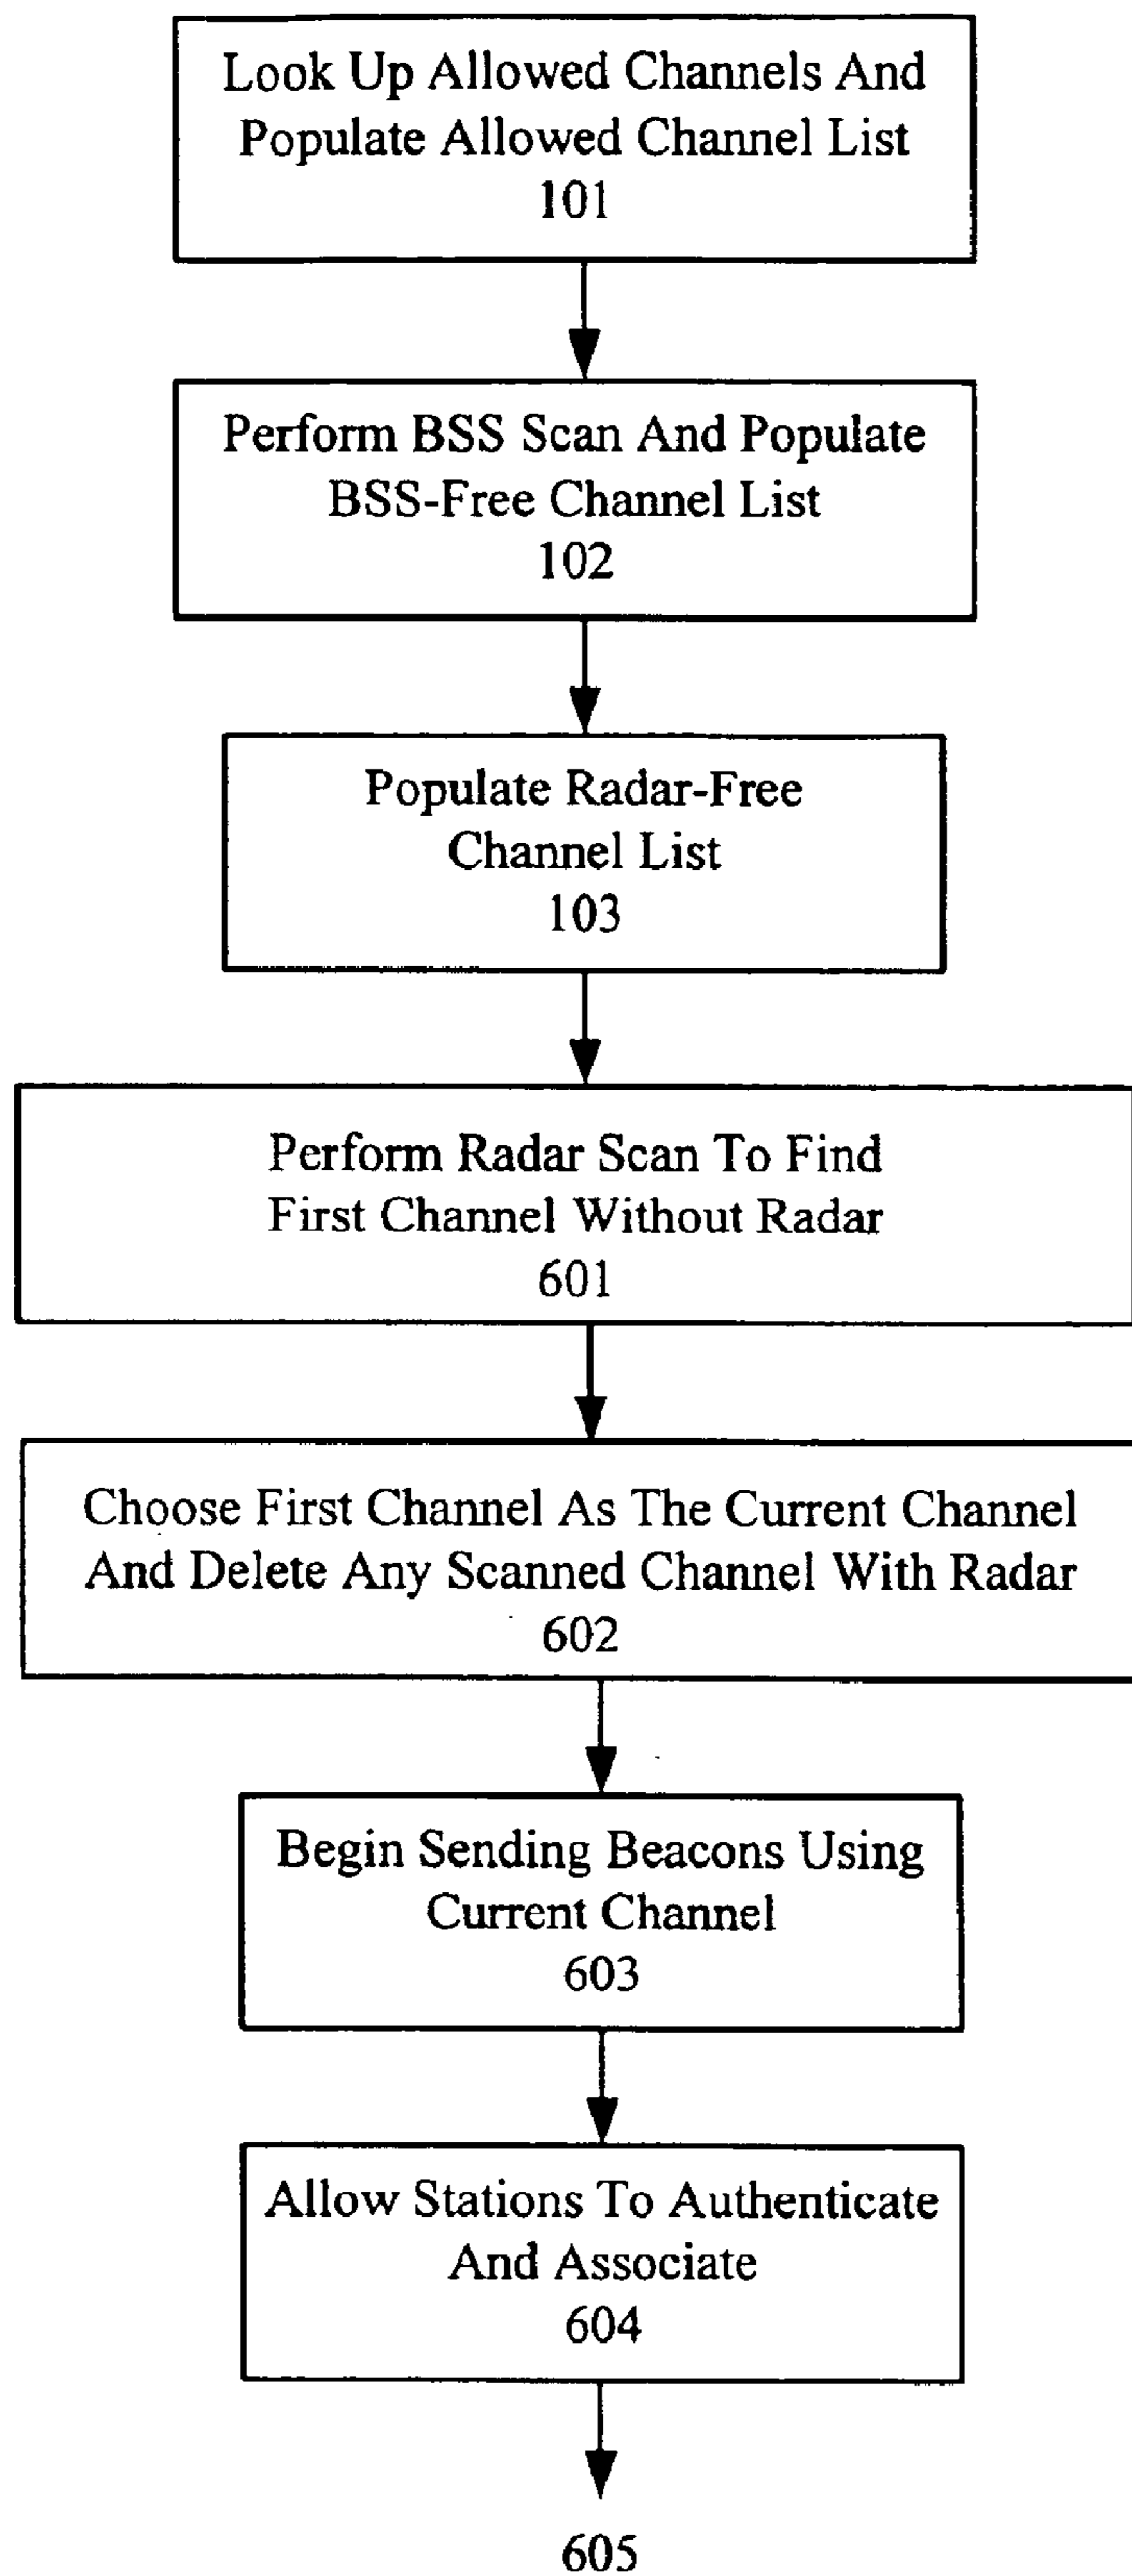 Look Up Allowed Channels And
Populate Allowed Channel List
101
Perform BSS Scan And Populate
BSS-Free Channel List
102
Populate Radar-Free
Channel List
103
Perform Radar Scan To Find
First Channel Without Radar
601
Choose First Channel As The Current Channel
And Delete Any Scanned Channel With Radar
602
Begin Sending Beacons Using
Current Channel
603
Allow Stations To Authenticate
And Associate
604
605